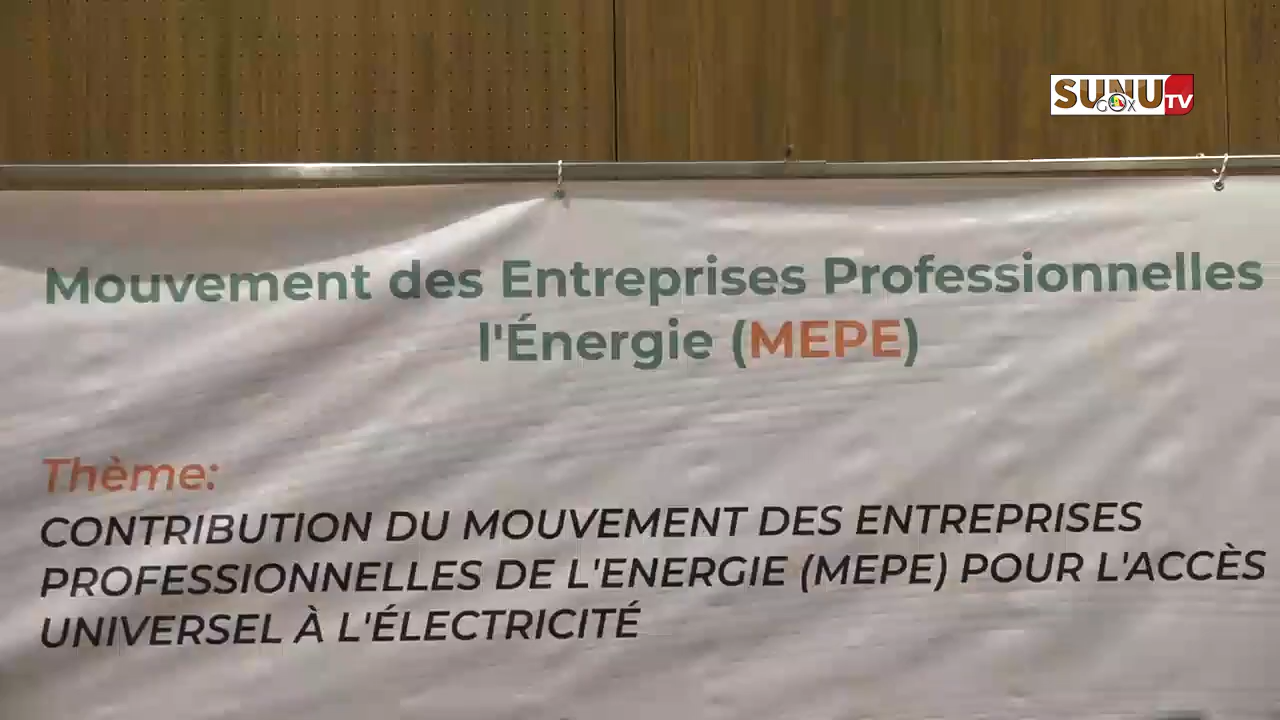 SUNU
GOX
TV
Mouvement des Entreprises Professionnelles
l'Énergie (MEPE)
Thème:
CONTRIBUTION DU MOUVEMENT DES ENTREPRISES
PROFESSIONNELLES DE L'ENERGIE (MEPE) POUR L'ACCÈS
UNIVERSEL À L'ÉLECTRICITÉ